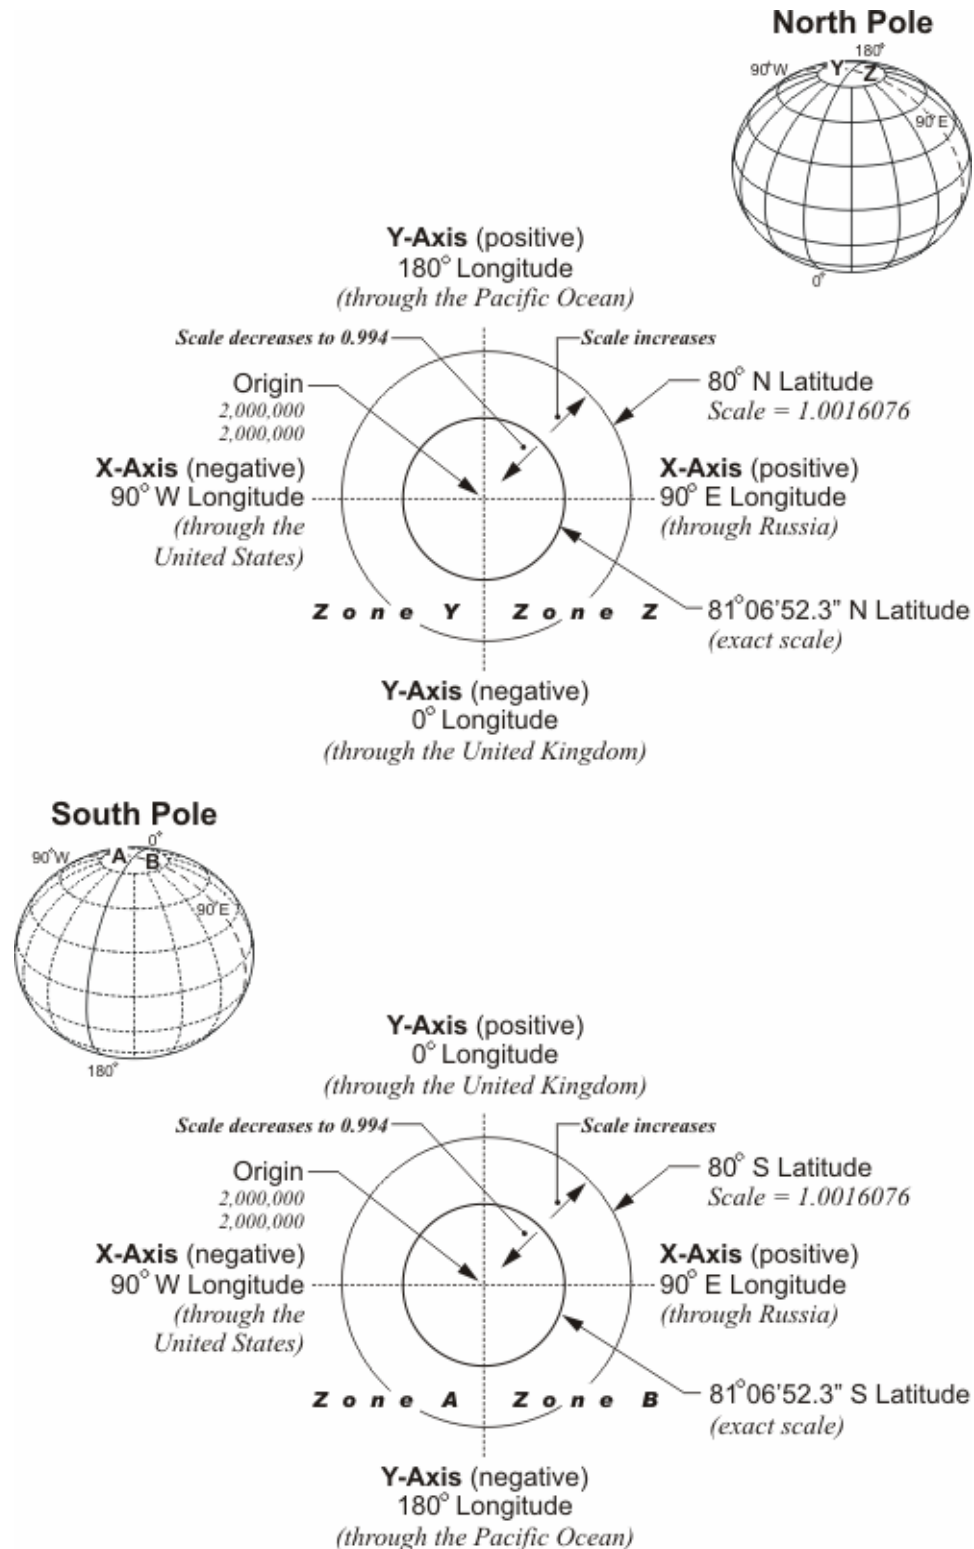 North Pole
180°
90°W
Y
Z
90°E
0°
Y-Axis (positive)
180° Longitude
(through the Pacific Ocean)
Scale decreases to 0.994
Scale increases
Origin
2,000,000
2,000,000
80° N Latitude
Scale = 1.0016076
X-Axis (negative)
90° W Longitude
(through the
United States)
X-Axis (positive)
90° E Longitude
(through Russia)
Zone Y
Zone Z
81°06'52.3" N Latitude
(exact scale)
Y-Axis (negative)
0° Longitude
(through the United Kingdom)
South Pole
0°
90°W
A
B
90°E
180°
Y-Axis (positive)
0° Longitude
(through the United Kingdom)
Scale decreases to 0.994
Scale increases
Origin
2,000,000
2,000,000
80° S Latitude
Scale = 1.0016076
X-Axis (negative)
90° W Longitude
(through the
United States)
X-Axis (positive)
90° E Longitude
(through Russia)
Zone A
Zone B
81°06'52.3" S Latitude
(exact scale)
Y-Axis (negative)
180° Longitude
(through the Pacific Ocean)